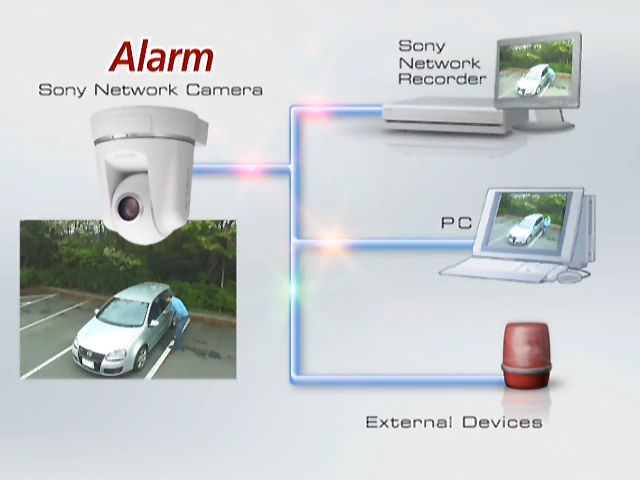 Alarm
Sony Network Camera
Sony
Network
Recorder
PC
External Devices